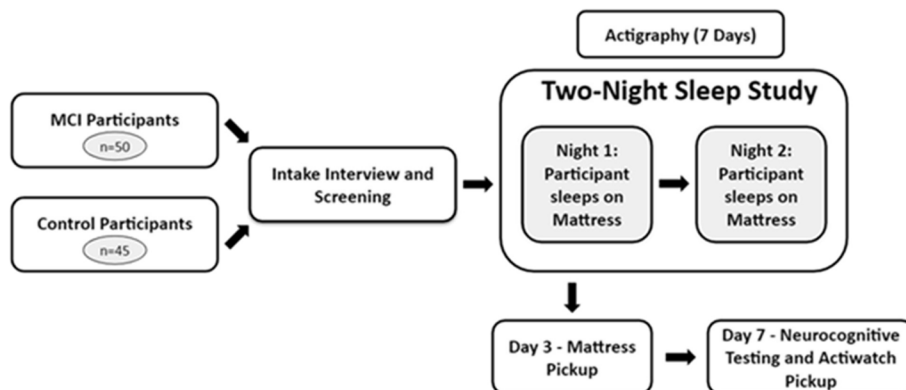 Actigraphy (7 Days)
Two-Night Sleep Study
MCI Participants
n=50
Control Participants
n=45
Intake Interview and
Screening
Night 1:
Participant
sleeps on
Mattress
Night 2:
Participant
sleeps on
Mattress
Day 3 - Mattress
Pickup
Day 7 - Neurocognitive
Testing and Actiwatch
Pickup